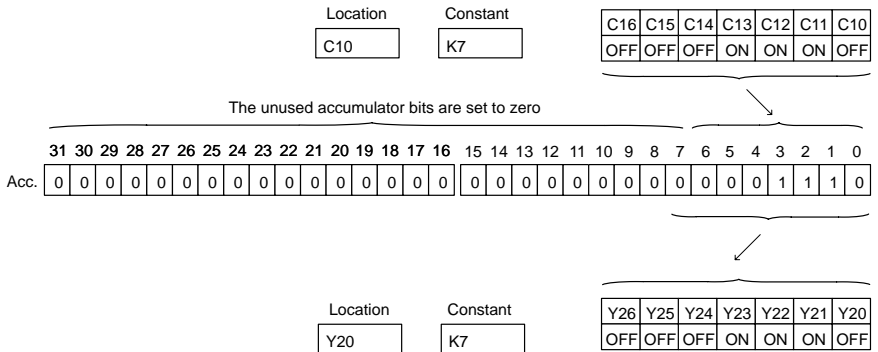 Location Constant
C10 K7
C16 C15 C14 C13 C12 C11 C10
OFF OFF OFF ON ON ON OFF
The unused accumulator bits are set to zero
31 30 29 28 27 26 25 24 23 22 21 20 19 18 17 16 15 14 13 12 11 10 9 8 7 6 5 4 3 2 1 0
Acc. 0 0 0 0 0 0 0 0 0 0 0 0 0 0 0 0 0 0 0 0 0 0 0 0 0 0 0 0 1 1 1 0
Location Constant
Y20 K7
Y26 Y25 Y24 Y23 Y22 Y21 Y20
OFF OFF OFF ON ON ON OFF